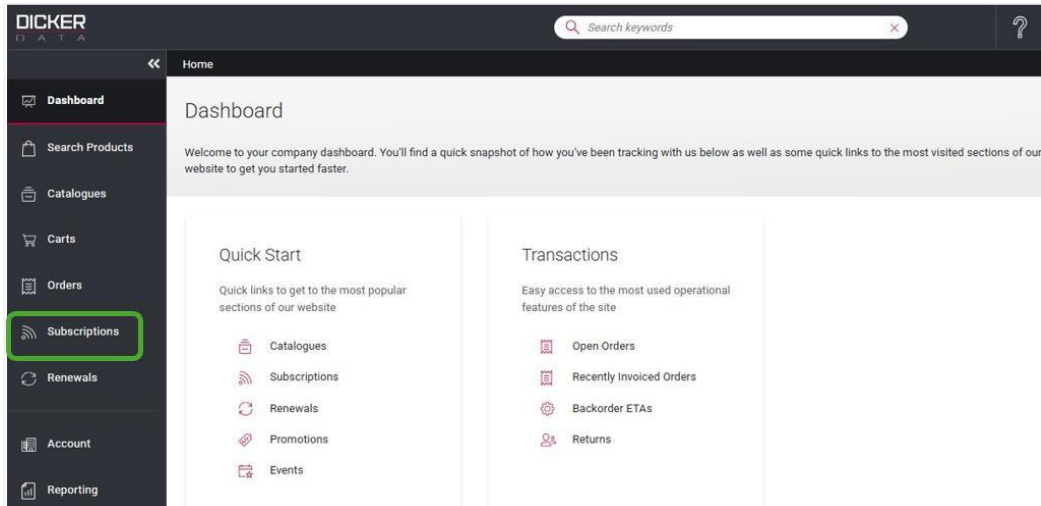 DICKER
DATA
Search keywords
Home
Dashboard
Search Products
Catalogues
Carts
Orders
Subscriptions
Renewals
Account
Reporting
Dashboard
Welcome to your company dashboard. You'll find a quick snapshot of how you've been tracking with us below as well as some quick links to the most visited sections of our
website to get you started faster.
Quick Start
Quick links to get to the most popular
sections of our website
Catalogues
Subscriptions
Renewals
Promotions
Events
Transactions
Easy access to the most used operational
features of the site
Open Orders
Recently Invoiced Orders
Backorder ETAs
Returns